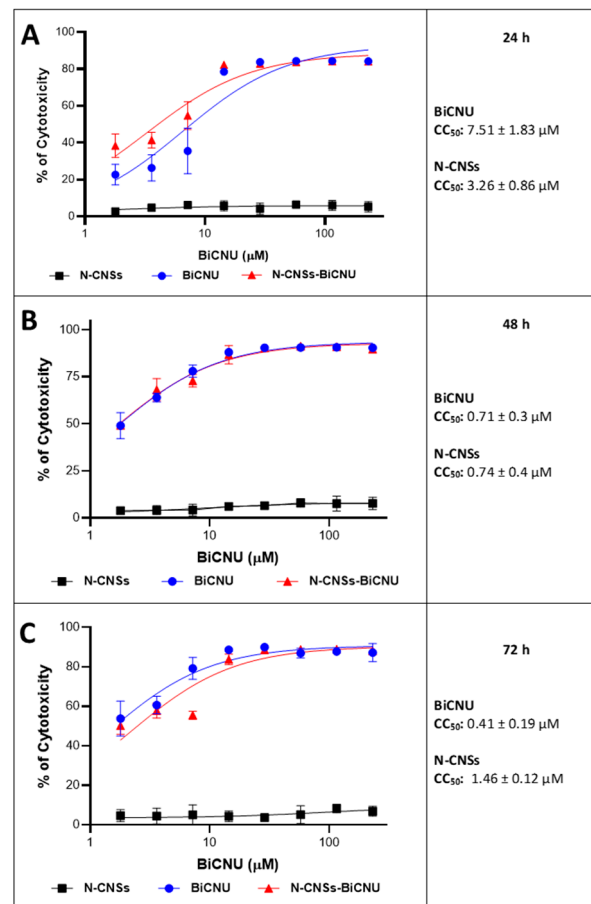 A
% of Cytotoxicity
100
80
60
40
20
0
1
10
100
BiCNU (µM)
N-CNSs
BiCNU
N-CNSs-BiCNU
24 h
BiCNU
CC₅₀: 7.51 ± 1.83 µM
N-CNSs
CC₅₀: 3.26 ± 0.86 µM
B
% of Cytotoxicity
100
75
50
25
0
1
10
100
BiCNU (µM)
N-CNSs
BiCNU
N-CNSs-BiCNU
48 h
BiCNU
CC₅₀: 0.71 ± 0.3 µM
N-CNSs
CC₅₀: 0.74 ± 0.4 µM
C
% of Cytotoxicity
100
80
60
40
20
0
1
10
100
BiCNU (µM)
N-CNSs
BiCNU
N-CNSs-BiCNU
72 h
BiCNU
CC₅₀: 0.41 ± 0.19 µM
N-CNSs
CC₅₀: 1.46 ± 0.12 µM